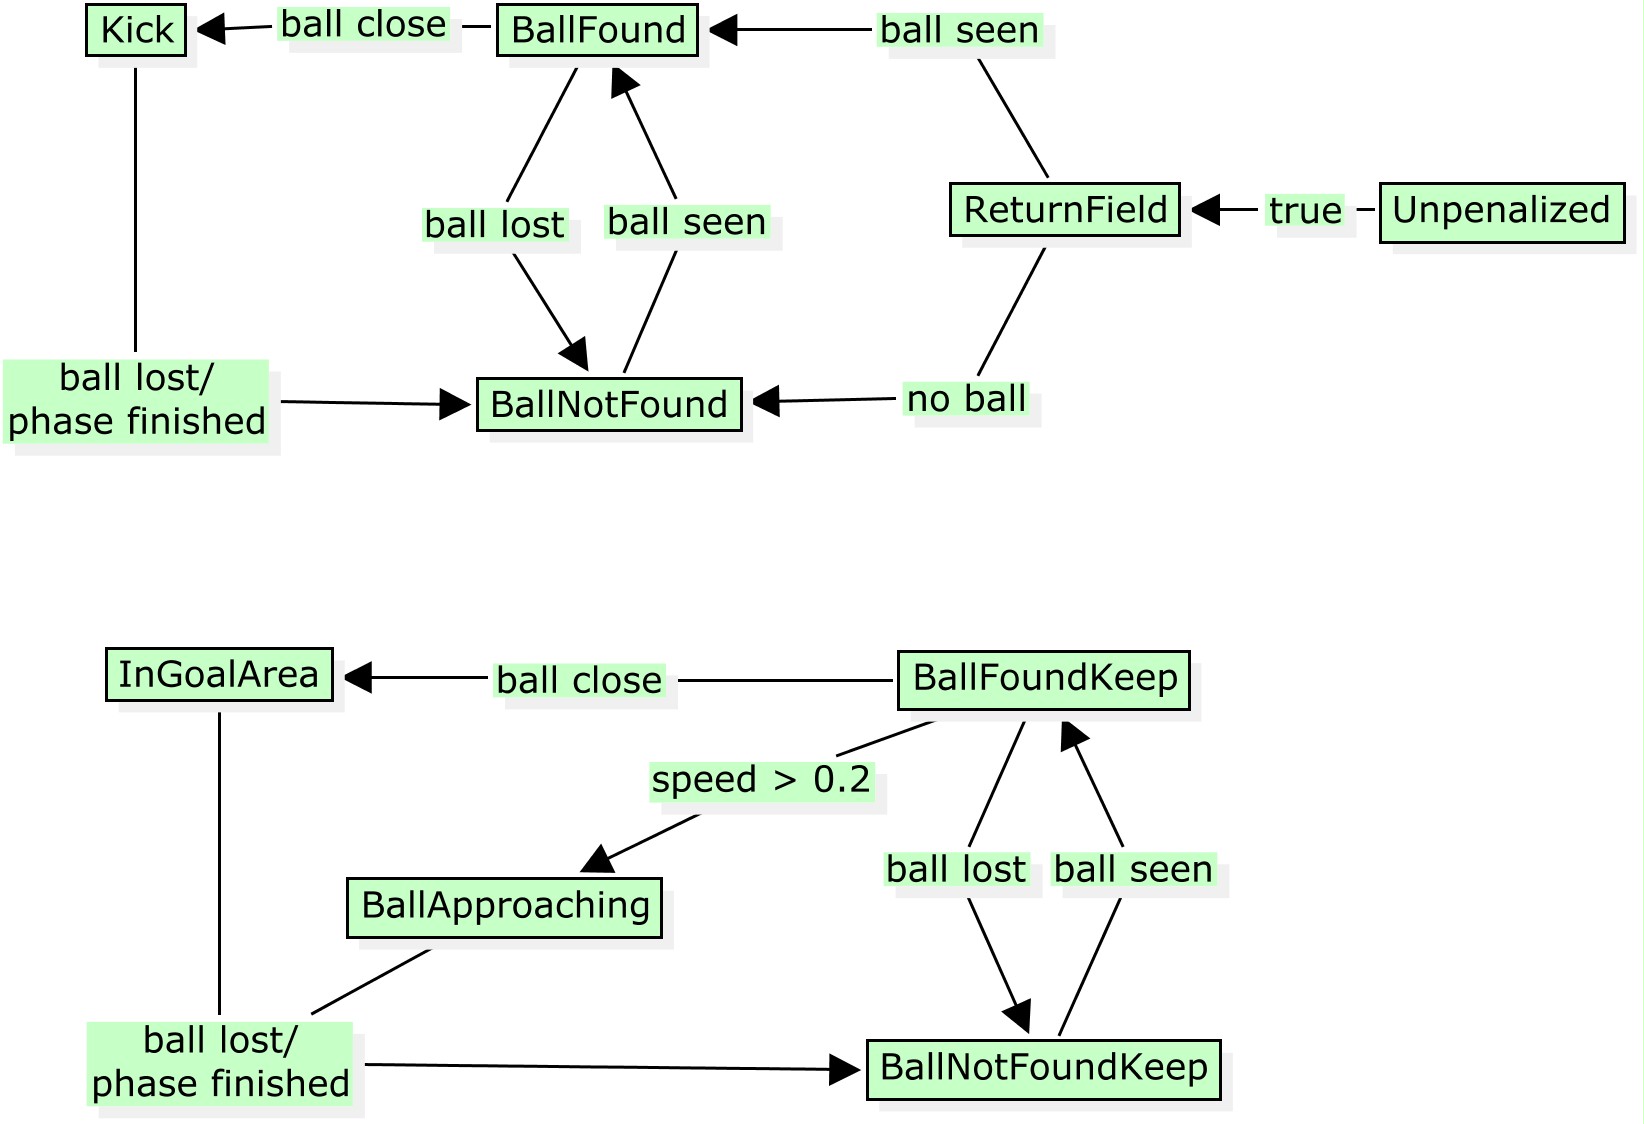 Kick
ball close
BallFound
ball seen
ball lost
ball seen
ReturnField
true
Unpenalized
ball lost/
phase finished
BallNotFound
no ball
InGoalArea
ball close
BallFoundKeep
speed > 0.2
ball lost
ball seen
BallApproaching
ball lost/
phase finished
BallNotFoundKeep